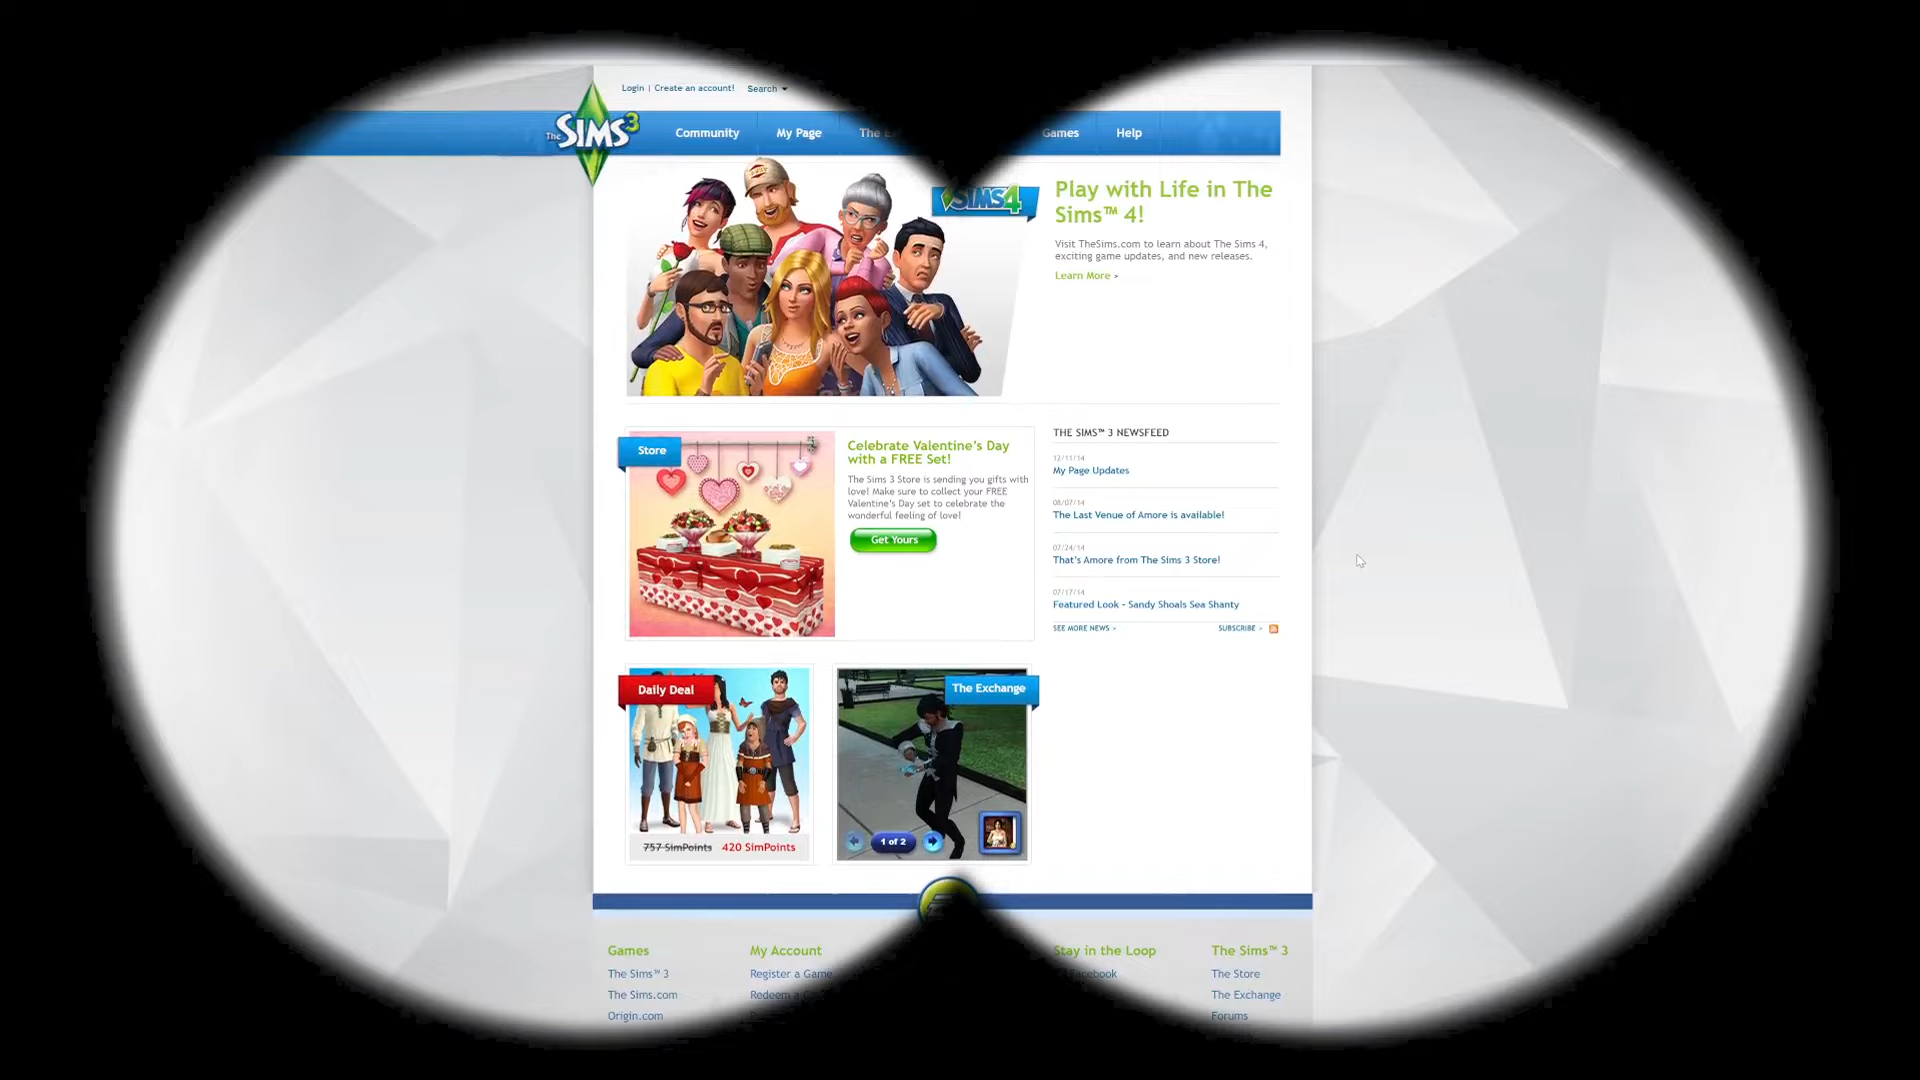 Login | Create an account! Search
The SIMS 3
Community My Page The Games Help
SIMS 4
Play with Life in The
Sims™ 4!
Visit TheSims.com to learn about The Sims 4,
exciting game updates, and new releases.
Learn More >
Store
Celebrate Valentine's Day
with a FREE Set!
The Sims 3 Store is sending you gifts with
love! Make sure to collect your FREE
Valentine's Day set to celebrate the
wonderful feeling of love!
Get Yours
THE SIMS™ 3 NEWSFEED
12/11/14
My Page Updates
08/07/14
The Last Venue of Amore is available!
07/24/14
That's Amore from The Sims 3 Store!
07/17/14
Featured Look - Sandy Shoals Sea Shanty
SEE MORE NEWS > SUBSCRIBE >
Daily Deal
757 SimPoints 420 SimPoints
The Exchange
1 of 2
Games
The Sims™ 3
The Sims.com
Origin.com
My Account
Register a Game
Redeem a
Stay in the Loop
Facebook
The Sims™ 3
The Store
The Exchange
Forums